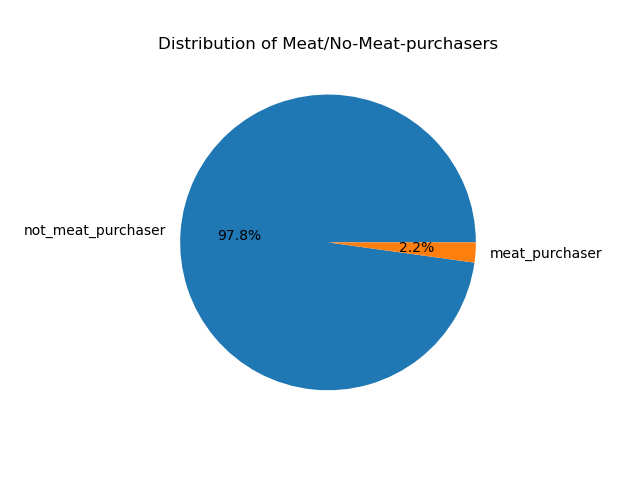 Distribution of Meat/No-Meat-purchasers
not_meat_purchaser
97.8%
2.2%
meat_purchaser